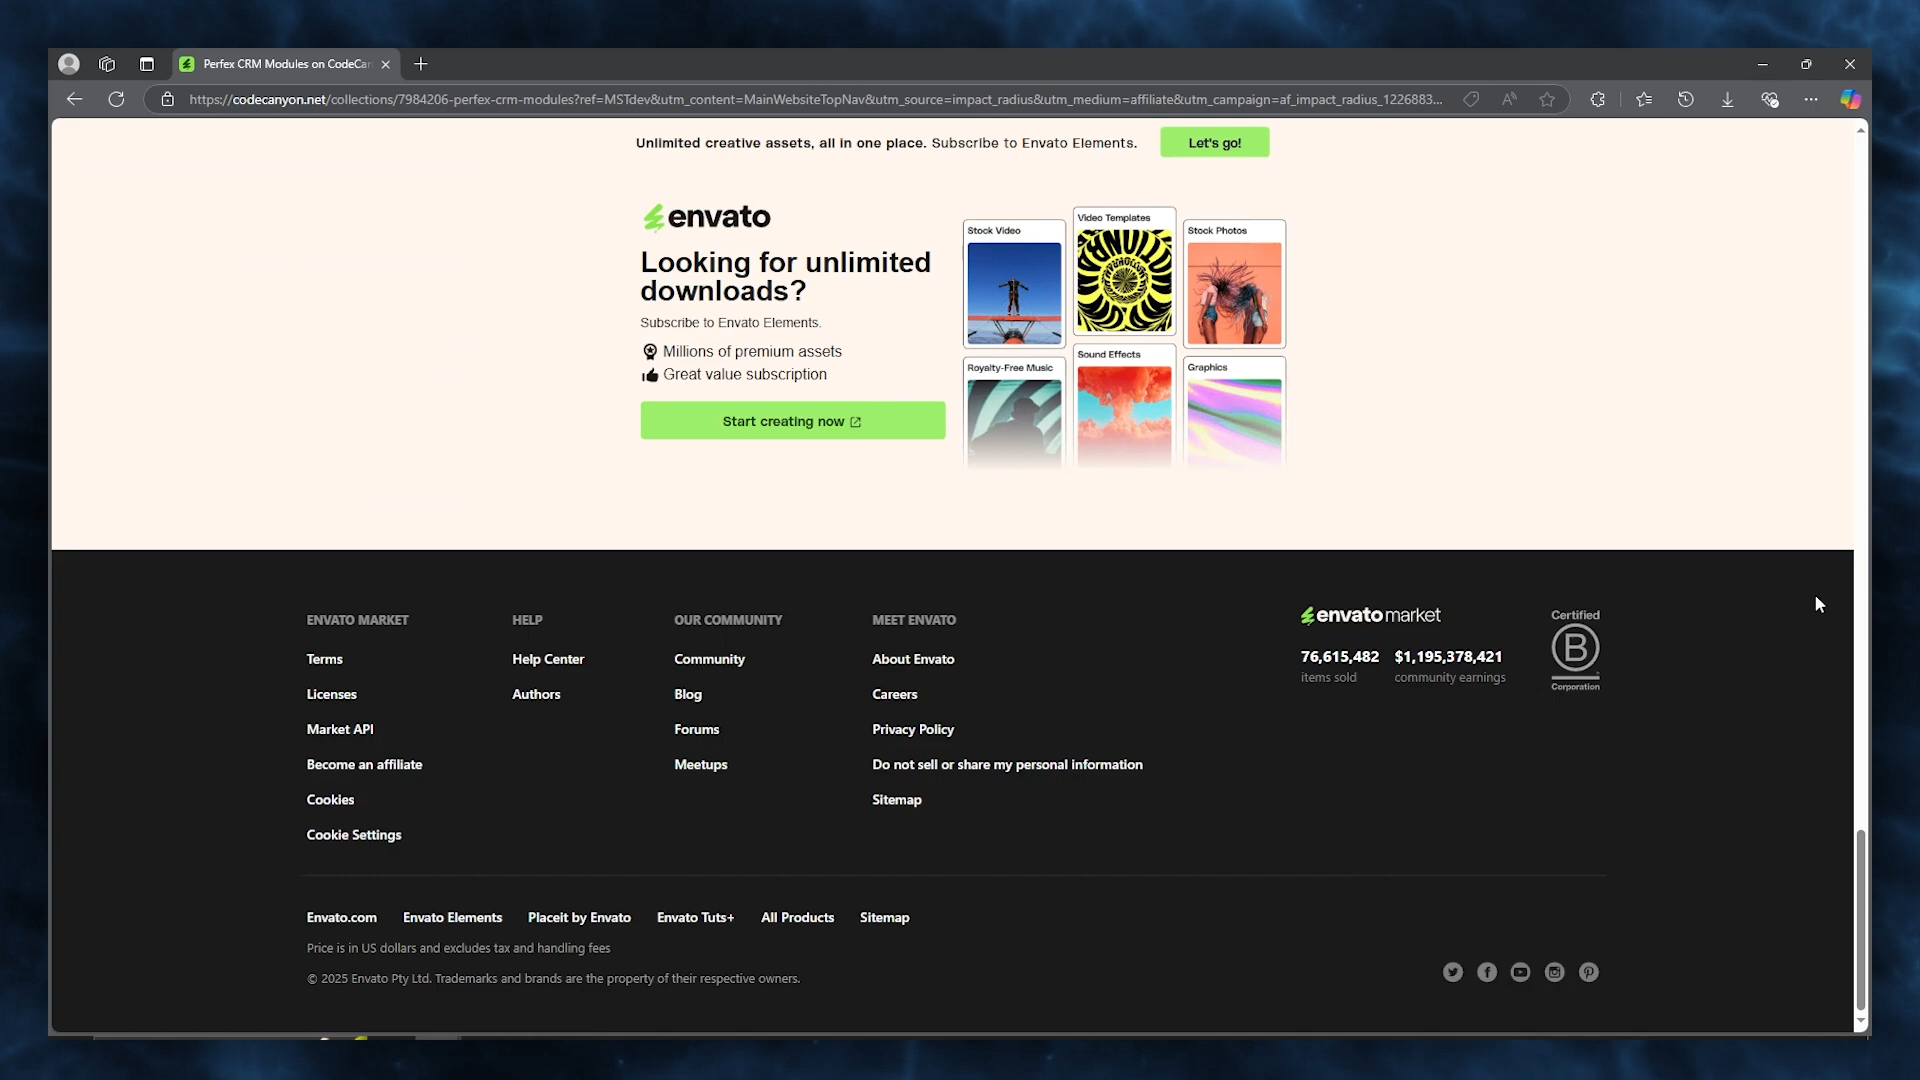 Perfex CRM Modules on CodeCan
https://codecanyon.net/collections/7984206-perfex-crm-modules?ref=MSTdev&utm_content=MainWebsiteTopNav&utm_source=impact_radius&utm_medium=affiliate&utm_campaign=af_impact_radius_1226883...
Unlimited creative assets, all in one place. Subscribe to Envato Elements.
Let's go!
envato
Looking for unlimited
downloads?
Subscribe to Envato Elements.
Millions of premium assets
Great value subscription
Start creating now
Stock Video
Video Templates
Stock Photos
Royalty-Free Music
Sound Effects
Graphics
ENVATO MARKET
Terms
Licenses
Market API
Become an affiliate
Cookies
Cookie Settings
HELP
Help Center
Authors
OUR COMMUNITY
Community
Blog
Forums
Meetups
MEET ENVATO
About Envato
Careers
Privacy Policy
Do not sell or share my personal information
Sitemap
envato market
76,615,482 $1,195,378,421
items sold community earnings
Certified
B
Corporation
Envato.com Envato Elements Placeit by Envato Envato Tuts+ All Products Sitemap
Price is in US dollars and excludes tax and handling fees
© 2025 Envato Pty Ltd. Trademarks and brands are the property of their respective owners.